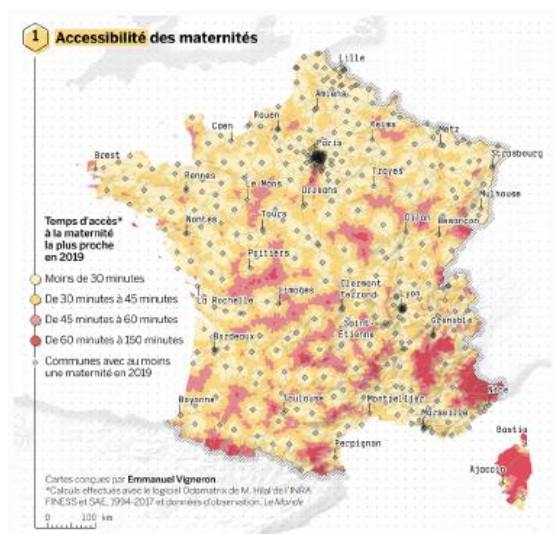 1 Accessibilité des maternités
Lille
Amiens
Rouen
Caen
Reims
Metz
Paris
Strasbourg
Brest
Rennes
Troyes
Le Mans
Orléans
Mulhouse
Temps d'accès*
à la maternité
la plus proche
en 2019
Nantes
Tours
Dijon
Besançon
Poitiers
Moins de 30 minutes
De 30 minutes à 45 minutes
De 45 minutes à 60 minutes
De 60 minutes à 150 minutes
Communes avec au moins
une maternité en 2019
La Rochelle
Limoges
Clermont
Ferrand
Lyon
Saint-
Etienne
Grenoble
Bordeaux
Bayonne
Toulouse
Montpellier
Nice
Marseille
Perpignan
Bastia
Ajaccio
Cartes conçues par Emmanuel Vigneron
*Calculs effectués avec le logiciel Odomatrix de M. Hilal de l'INRA
FINESS et SAE, 1994-2017 et données d'observation. Le Monde
0 100 km